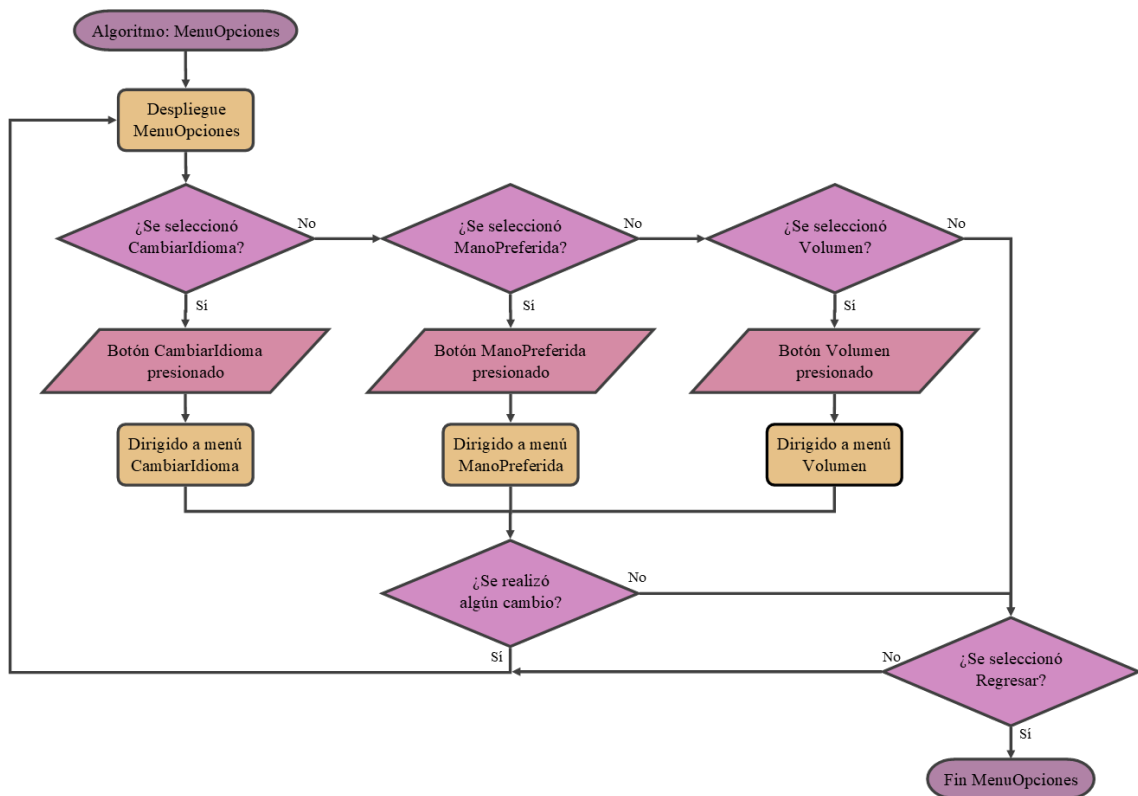 Algoritmo: MenuOpciones
Despliegue
MenuOpciones
¿Se seleccionó
CambiarIdioma?
No
Sí
¿Se seleccionó
ManoPreferida?
No
Sí
¿Se seleccionó
Volumen?
No
Sí
Botón CambiarIdioma
presionado
Botón ManoPreferida
presionado
Botón Volumen
presionado
Dirigido a menú
CambiarIdioma
Dirigido a menú
ManoPreferida
Dirigido a menú
Volumen
¿Se realizó
algún cambio?
No
Sí
¿Se seleccionó
Regresar?
No
Sí
Fin MenuOpciones